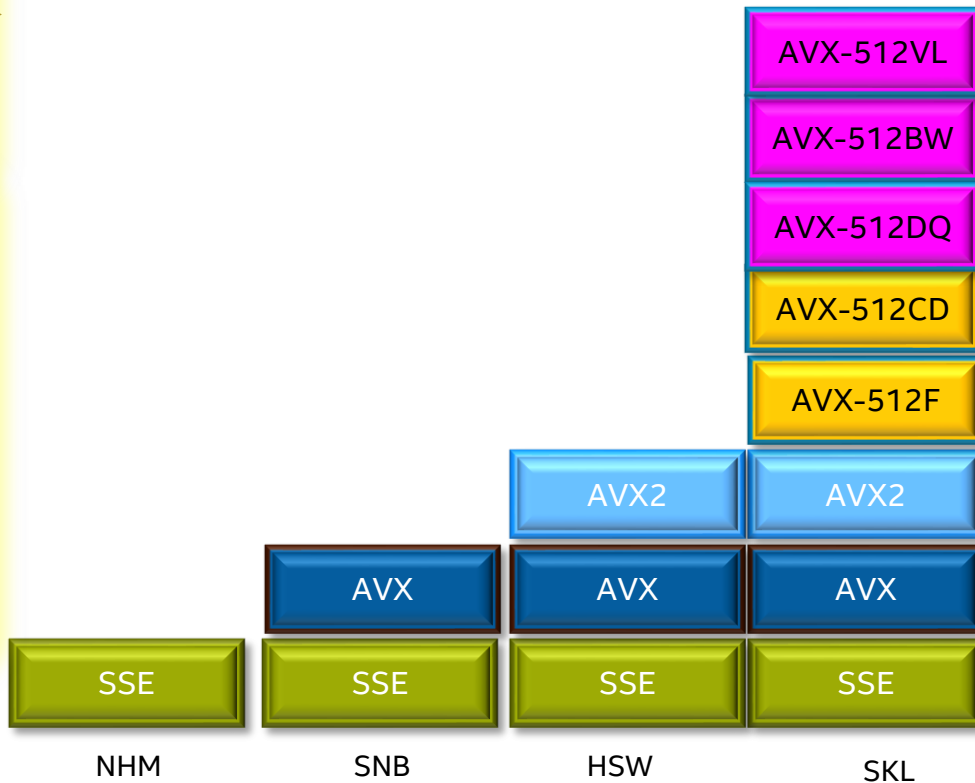 AVX-512VL
AVX-512BW
AVX-512DQ
AVX-512CD
AVX-512F
AVX2 AVX2
AVX AVX AVX
SSE SSE SSE SSE
NHM SNB HSW SKL